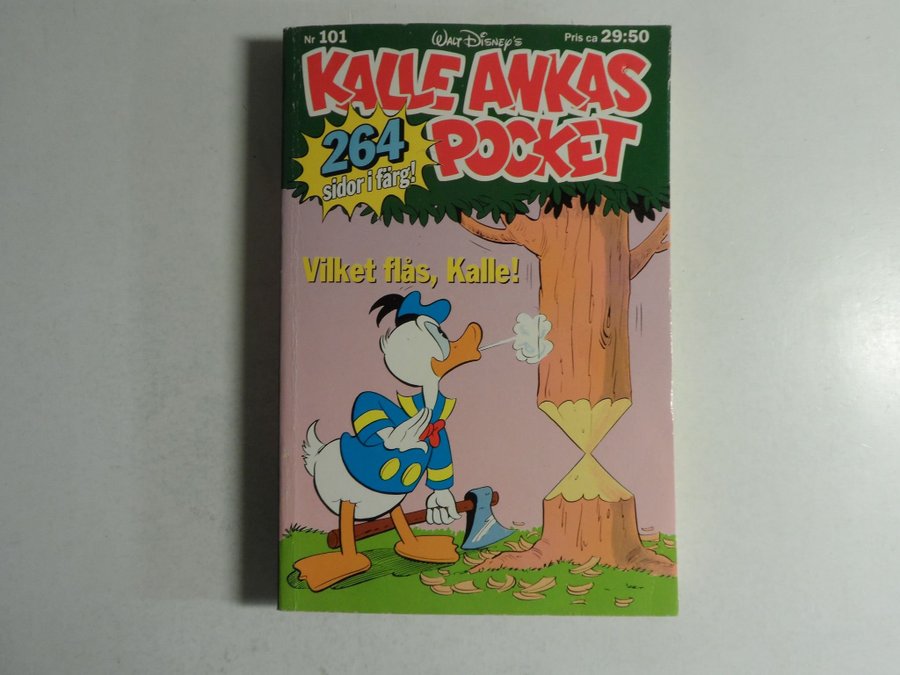 Nr 101
Walt Disney's
Pris ca 29:50
KALLE ANKAS
POCKET
264
sidor i färg!
Vilket flås, Kalle!